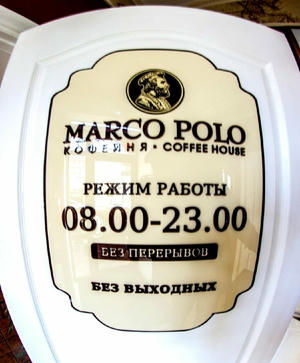 MARCO POLO
КОФЕЙНЯ • COFFEE HOUSE
РЕЖИМ РАБОТЫ
08.00-23.00
БЕЗ ПЕРЕРЫВОВ
БЕЗ ВЫХОДНЫХ